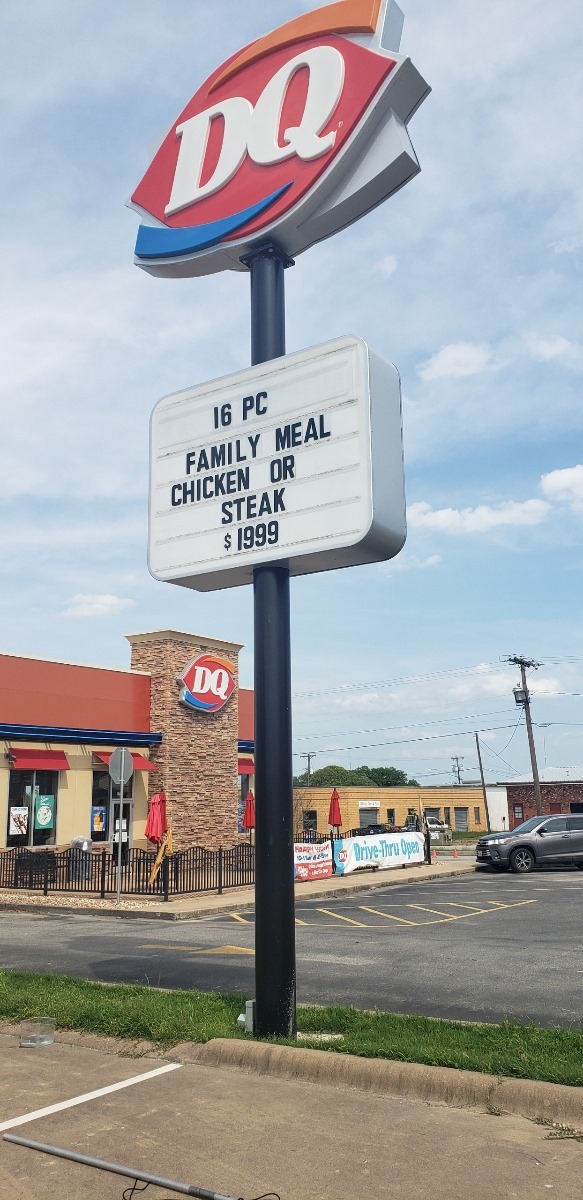 DQ
16 PC
FAMILY MEAL
CHICKEN OR
STEAK
$1999
DQ
Drive-Thru Open